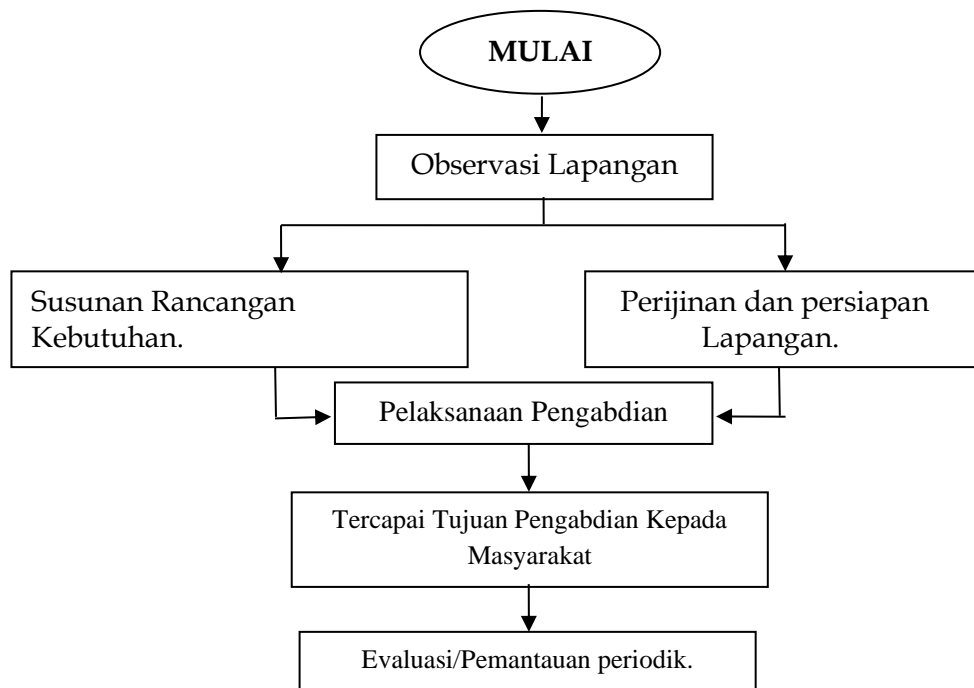 MULAI
Observasi Lapangan
Susunan Rancangan
Kebutuhan.
Perijinan dan persiapan
Lapangan.
Pelaksanaan Pengabdian
Tercapai Tujuan Pengabdian Kepada
Masyarakat
Evaluasi/Pemantauan periodik.